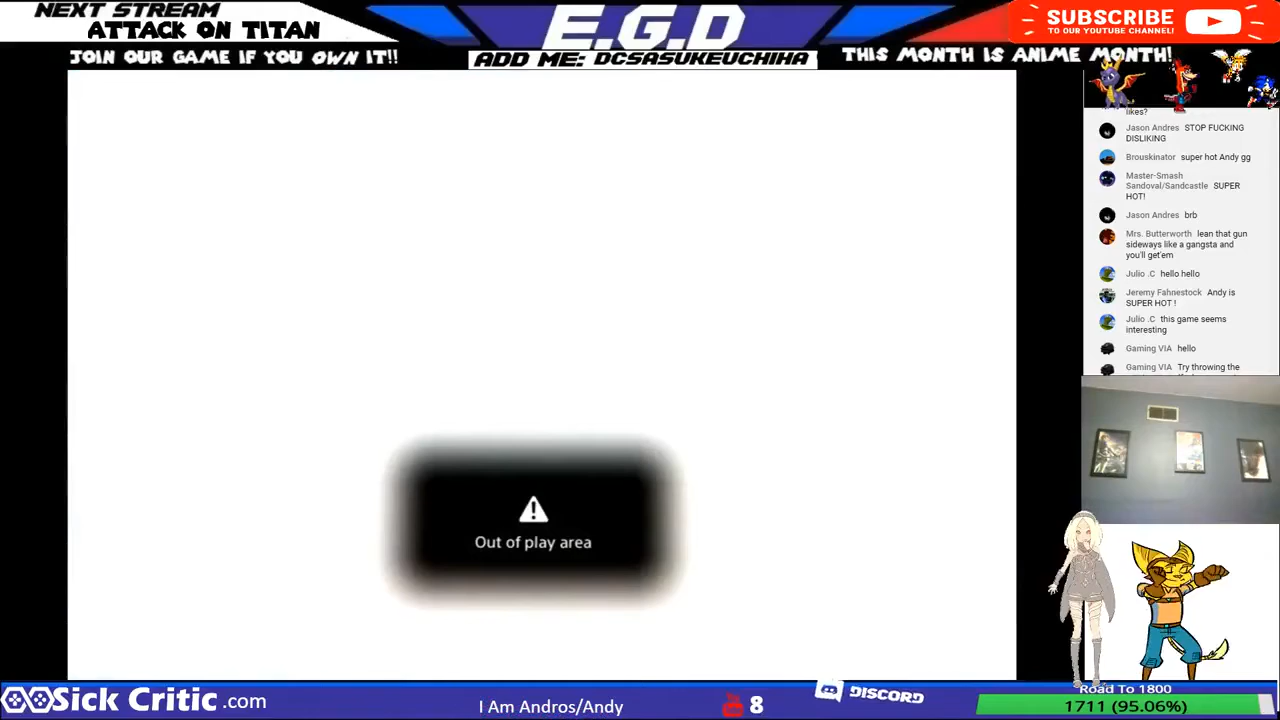 NEXT STREAM
ATTACK ON TITAN
JOIN OUR GAME IF YOU OWN IT!!
E.G.D
ADD ME: DCSASUKEUCHIHA
THIS MONTH IS ANIME MONTH!
SUBSCRIBE
TO OUR YOUTUBE CHANNEL!
likes?
Jason Andres STOP FUCKING
DISLIKING
Brouskinator super hot Andy gg
Master-Smash
Sandoval/Sandcastle SUPER
HOT!
Jason Andres brb
Mrs. Butterworth lean that gun
sideways like a gangsta and
you'll get'em
Julio .C hello hello
Jeremy Fahnestock Andy is
SUPER HOT !
Julio .C this game seems
interesting
Gaming VIA hello
Gaming VIA Try throwing the
Out of play area
Sick Critic.com
I Am Andros/Andy
8
DISCORD
Road To 1800
1711 (95.06%)